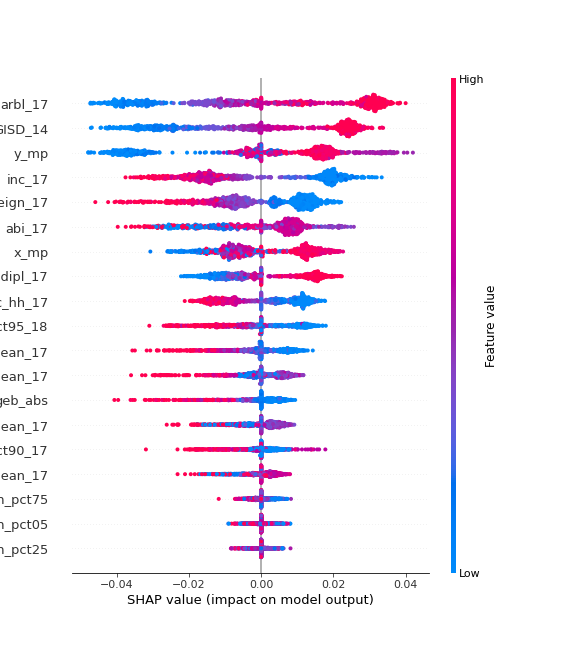 High
arbl_17
GISD_14
y_mp
inc_17
eign_17
abi_17
x_mp
dipl_17
c_hh_17
ct95_18
ean_17
ean_17
geb_abs
ean_17
ct90_17
ean_17
n_pct75
n_pct05
n_pct25
Low
Feature value
−0.04 −0.02 0.00 0.02 0.04
SHAP value (impact on model output)